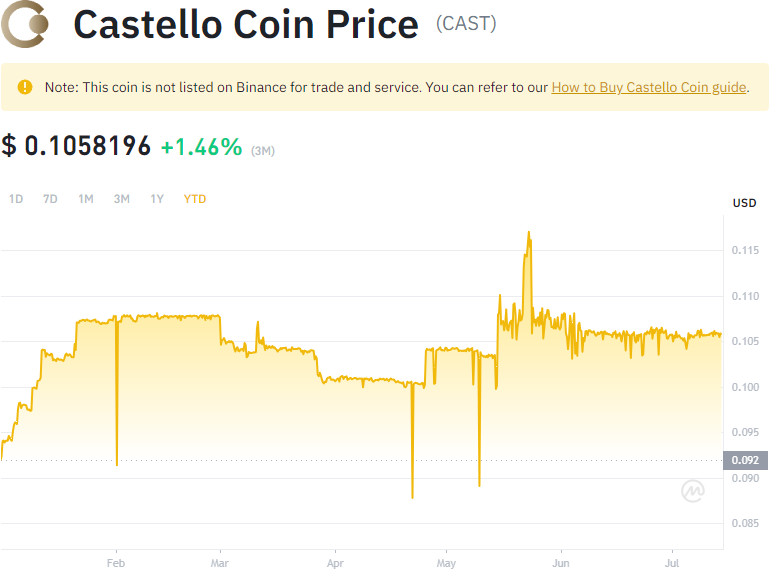 Castello Coin Price (CAST)
Note: This coin is not listed on Binance for trade and service. You can refer to our How to Buy Castello Coin guide.
$ 0.1058196 +1.46% (3M)
1D 7D 1M 3M 1Y YTD
USD
0.115
0.110
0.105
0.100
0.095
0.092
0.090
0.085
Feb Mar Apr May Jun Jul